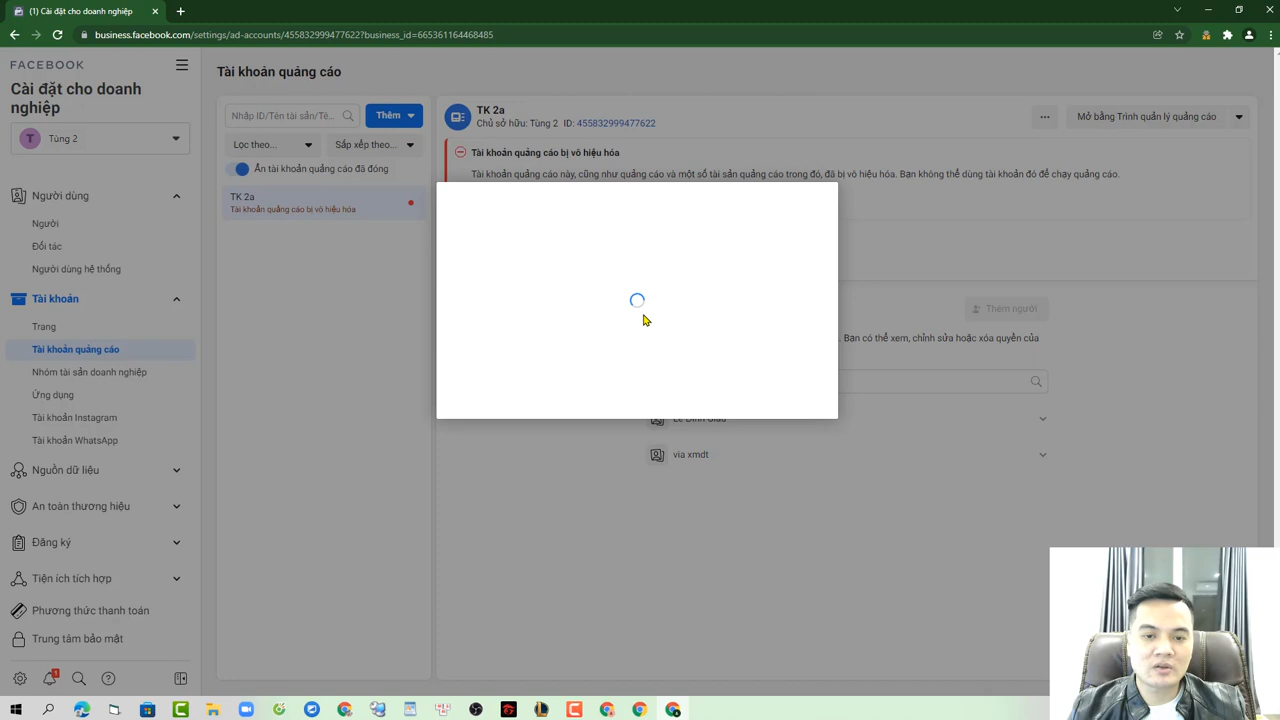 (1) Cài đặt cho doanh nghiệp
business.facebook.com/settings/ad-accounts/455832999477622?business_id=665361164468485
FACEBOOK
Cài đặt cho doanh
nghiệp
T
Tùng 2
Người dùng
Người
Đối tác
Người dùng hệ thống
Tài khoản
Trang
Tài khoản quảng cáo
Nhóm tài sản doanh nghiệp
Ứng dụng
Tài khoản Instagram
Tài khoản WhatsApp
Nguồn dữ liệu
An toàn thương hiệu
Đăng ký
Tiện ích tích hợp
Phương thức thanh toán
Trung tâm bảo mật
1
Tài khoản quảng cáo
Nhập ID/Tên tài sản/Tê...
Thêm
Lọc theo...
Sắp xếp theo...
Ẩn tài khoản quảng cáo đã đóng
TK 2a
Tài khoản quảng cáo bị vô hiệu hóa
TK 2a
Chủ sở hữu: Tùng 2 ID: 455832999477622
Mở bằng Trình quản lý quảng cáo
Tài khoản quảng cáo bị vô hiệu hóa
Tài khoản quảng cáo này, cũng như quảng cáo và một số tài sản quảng cáo trong đó, đã bị vô hiệu hóa. Bạn không thể dùng tài khoản đó để chạy quảng cáo.
Thêm người
. Bạn có thể xem, chỉnh sửa hoặc xóa quyền của
via xmdt